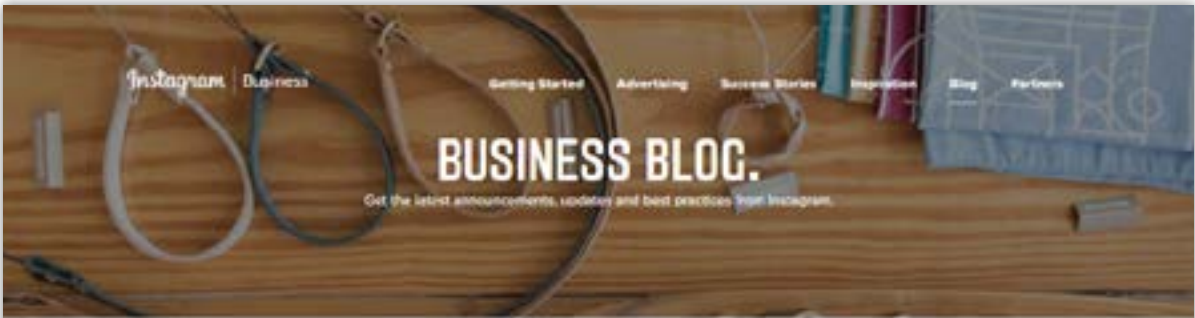 Instagram Business
Getting Started Advertising Success Stories Inspiration Blog Partners
BUSINESS BLOG.
Get the latest announcements, updates and best practices from Instagram.